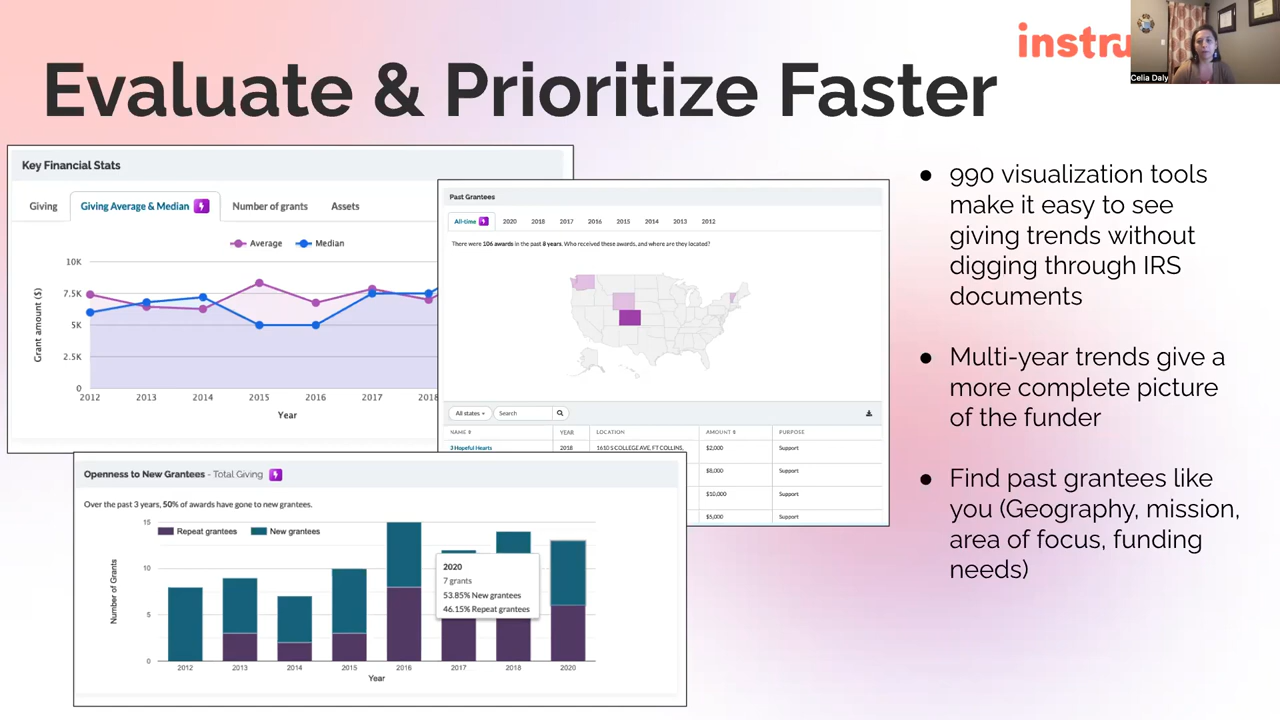 Evaluate & Prioritize Faster
instru
Celia Daly
Key Financial Stats
Giving
Giving Average & Median
Number of grants
Assets
Average
Median
10K
7.5K
5K
2.5K
0
Grant amount ($)
2012 2013 2014 2015 2016 2017 2018
Year
Past Grantees
All-time 2020 2018 2017 2016 2015 2014 2013 2012
There were 106 awards in the past 8 years. Who received these awards, and where are they located?
All states
Search
NAME YEAR LOCATION AMOUNT $ PURPOSE
3 Hopeful Hearts 2018 1610 S COLLEGE AVE, FT COLLINS, $2,000 Support
$8,000 Support
$10,000 Support
$5,000 Support
Openness to New Grantees - Total Giving
Over the past 3 years, 50% of awards have gone to new grantees.
Repeat grantees
New grantees
15
10
5
0
Number of Grants
2020
7 grants
53.85% New grantees
46.15% Repeat grantees
2012 2013 2014 2015 2016 2017 2018 2020
Year
● 990 visualization tools
make it easy to see
giving trends without
digging through IRS
documents
● Multi-year trends give a
more complete picture
of the funder
● Find past grantees like
you (Geography, mission,
area of focus, funding
needs)